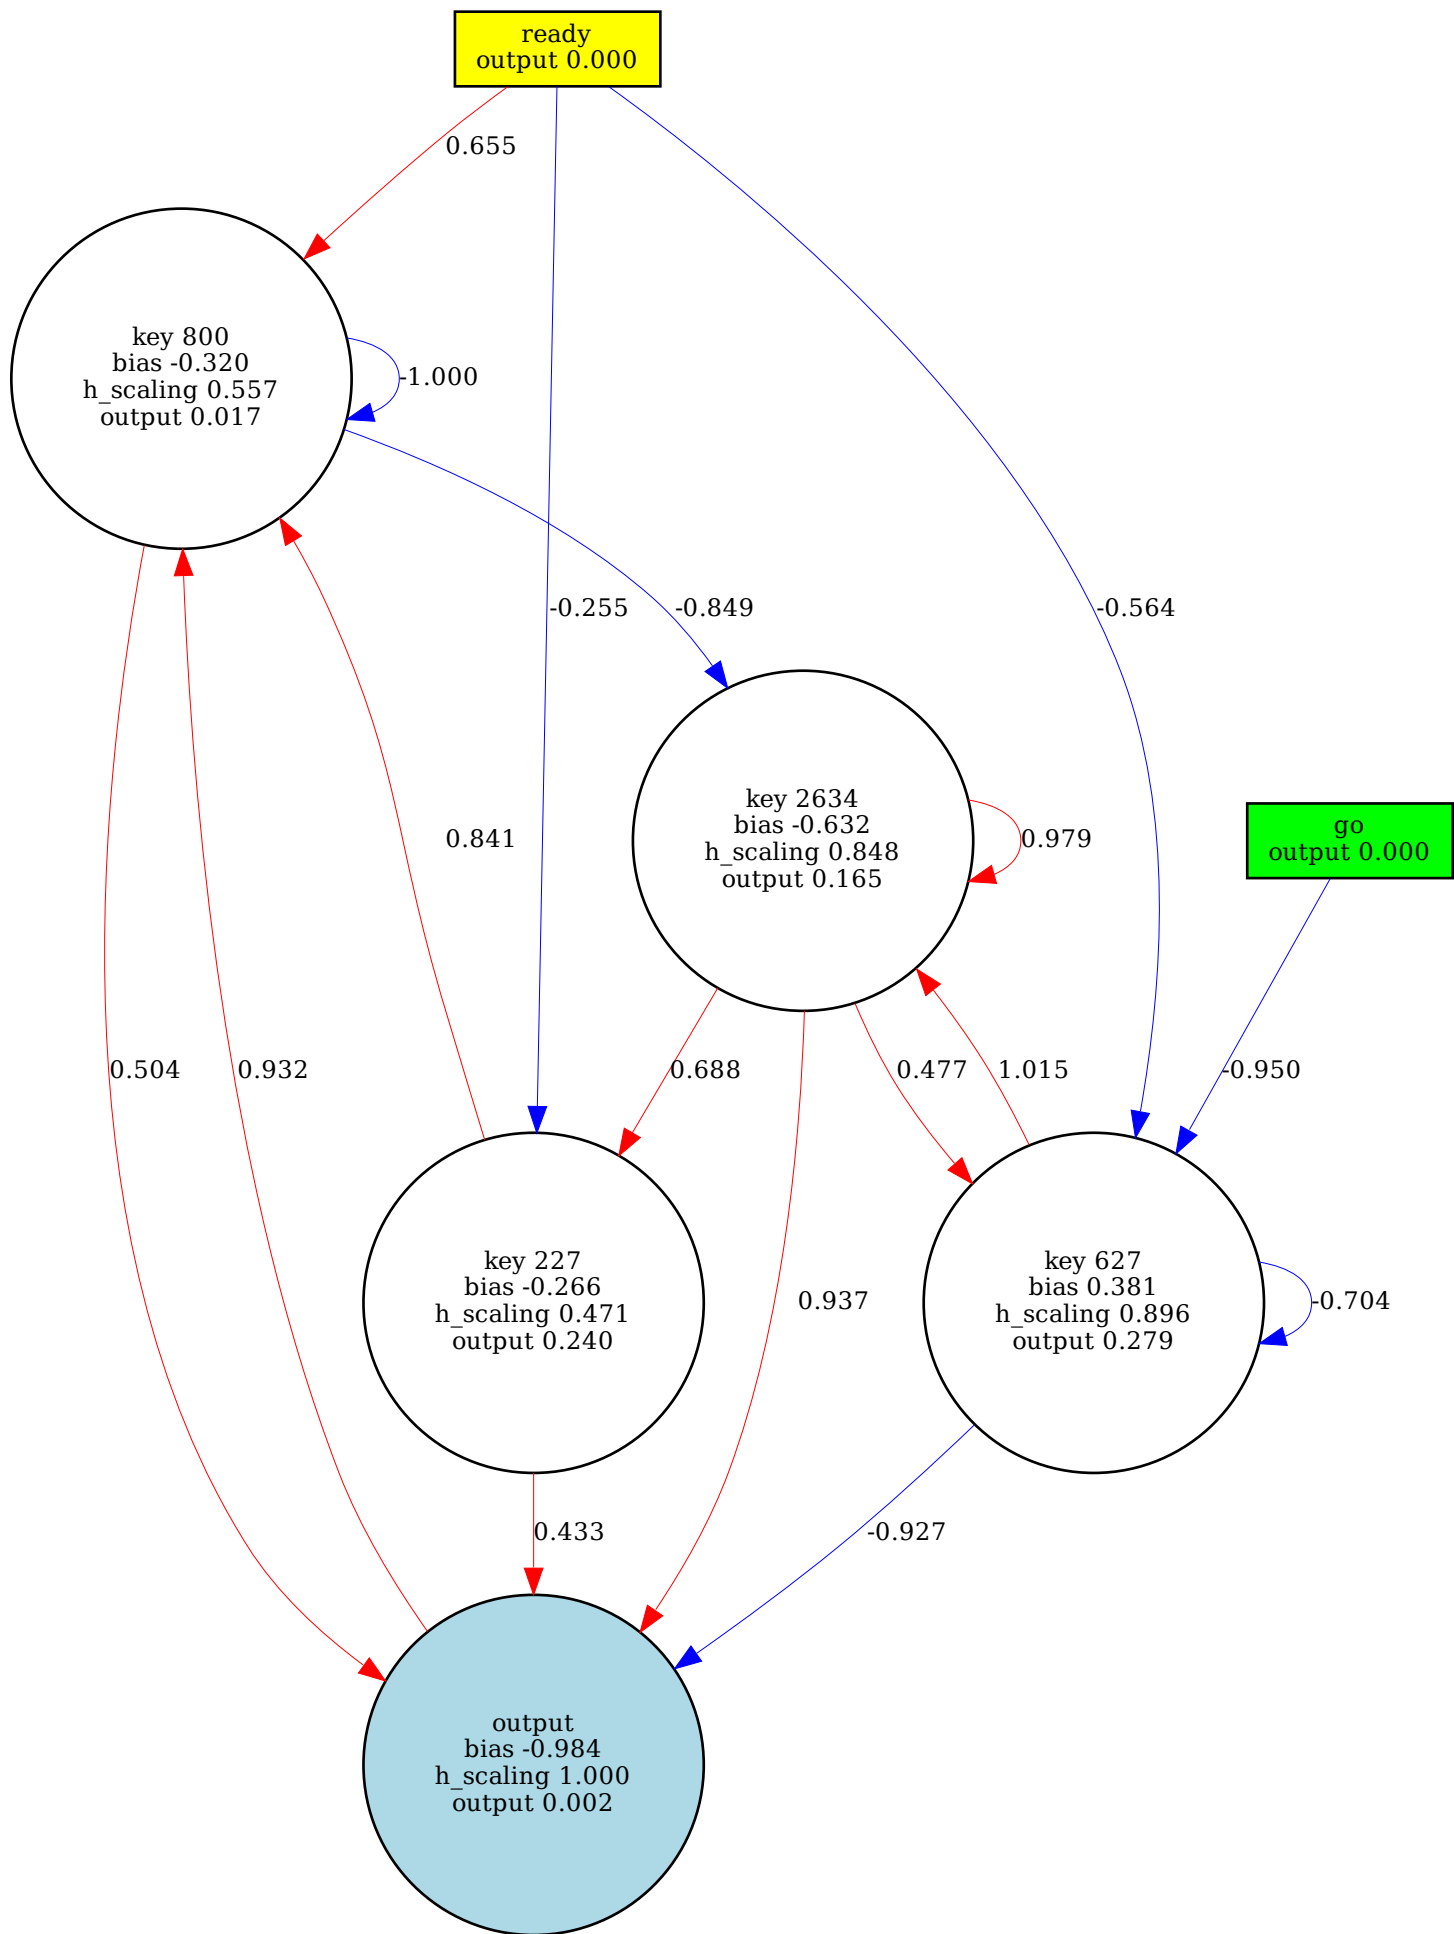 ready
output 0.000
0.655
key 800
bias -0.320
h_scaling 0.557
output 0.017
-1.000
-0.255
-0.849
-0.564
key 2634
bias -0.632
h_scaling 0.848
output 0.165
0.979
0.841
go
output 0.000
0.504
0.932
0.688
0.477
1.015
-0.950
key 227
bias -0.266
h_scaling 0.471
output 0.240
0.937
key 627
bias 0.381
h_scaling 0.896
output 0.279
-0.704
0.433
-0.927
output
bias -0.984
h_scaling 1.000
output 0.002